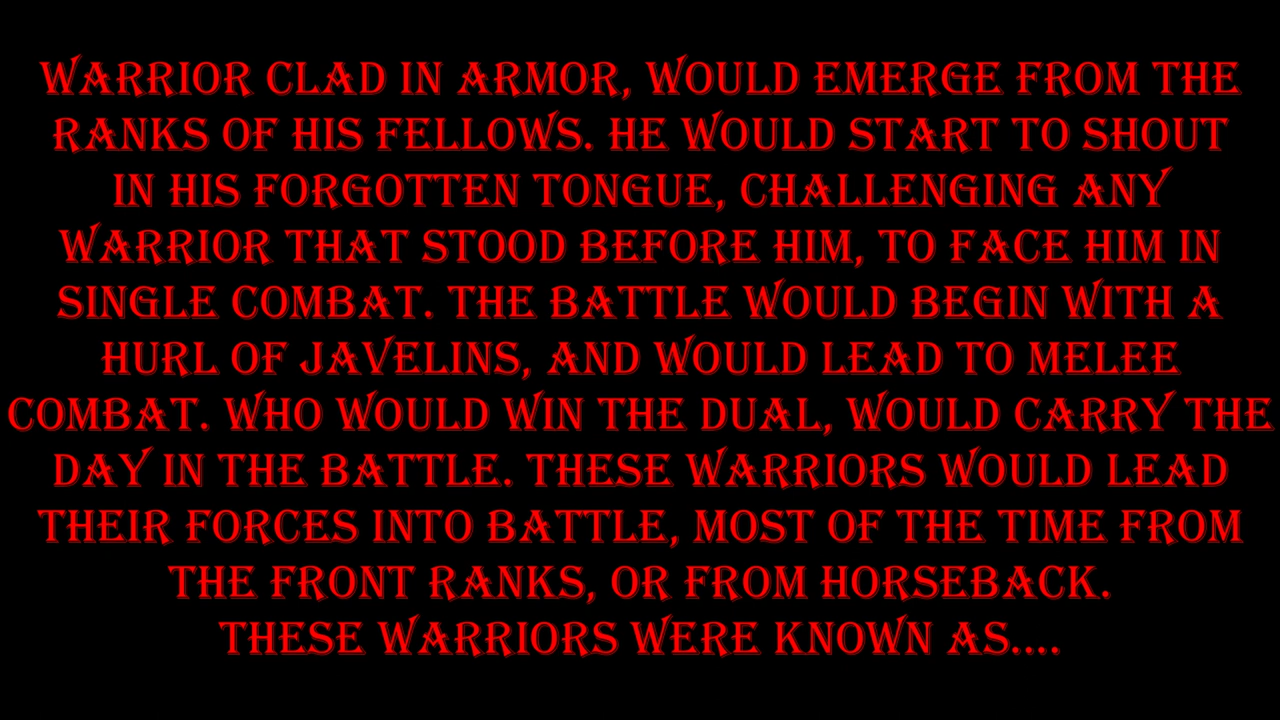 WARRIOR CLAD IN ARMOR, WOULD EMERGE FROM THE
RANKS OF HIS FELLOWS. HE WOULD START TO SHOUT
IN HIS FORGOTTEN TONGUE, CHALLENGING ANY
WARRIOR THAT STOOD BEFORE HIM, TO FACE HIM IN
SINGLE COMBAT. THE BATTLE WOULD BEGIN WITH A
HURL OF JAVELINS, AND WOULD LEAD TO MELEE
COMBAT. WHO WOULD WIN THE DUAL, WOULD CARRY THE
DAY IN THE BATTLE. THESE WARRIORS WOULD LEAD
THEIR FORCES INTO BATTLE, MOST OF THE TIME FROM
THE FRONT RANKS, OR FROM HORSEBACK.
THESE WARRIORS WERE KNOWN AS....